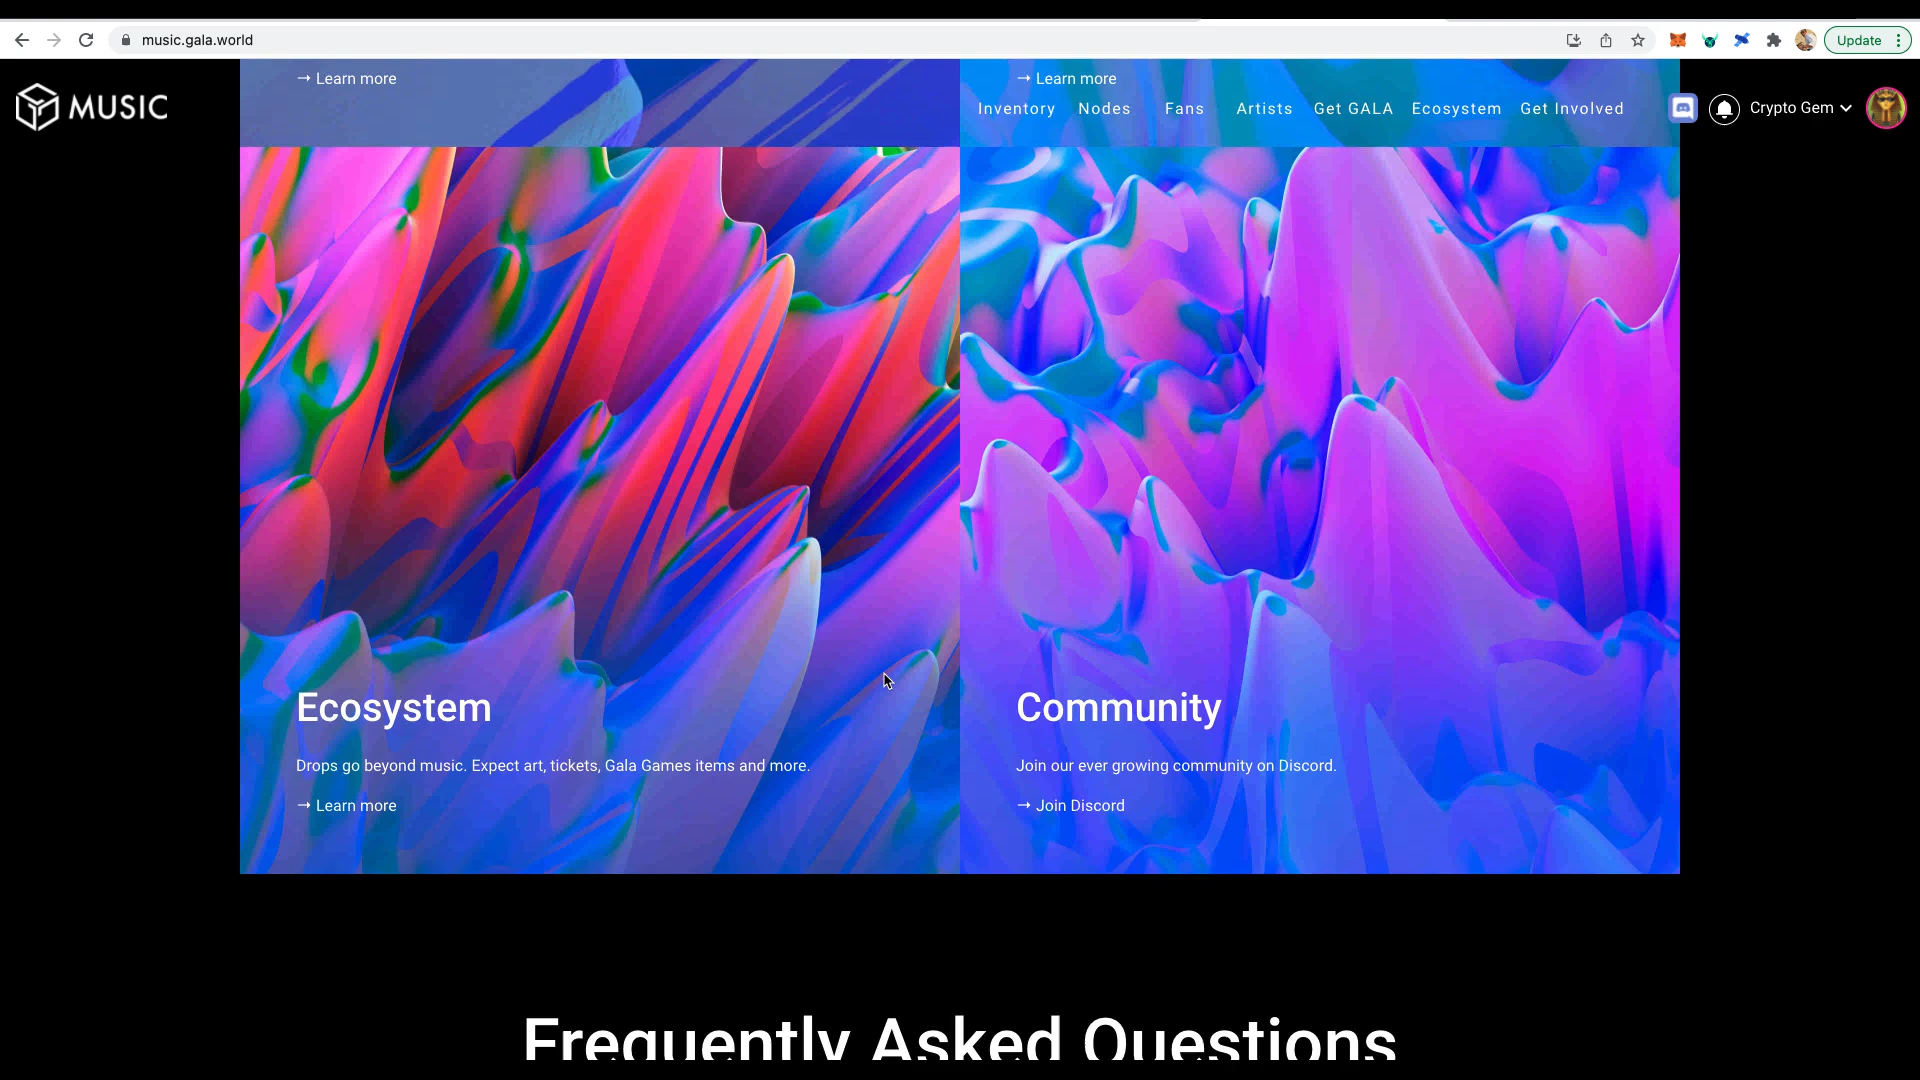 music.gala.world
Update
→ Learn more
→ Learn more
MUSIC
Inventory Nodes Fans Artists Get GALA Ecosystem Get Involved
Crypto Gem
Ecosystem
Drops go beyond music. Expect art, tickets, Gala Games items and more.
→ Learn more
Community
Join our ever growing community on Discord.
→ Join Discord
Frequently Asked Questions